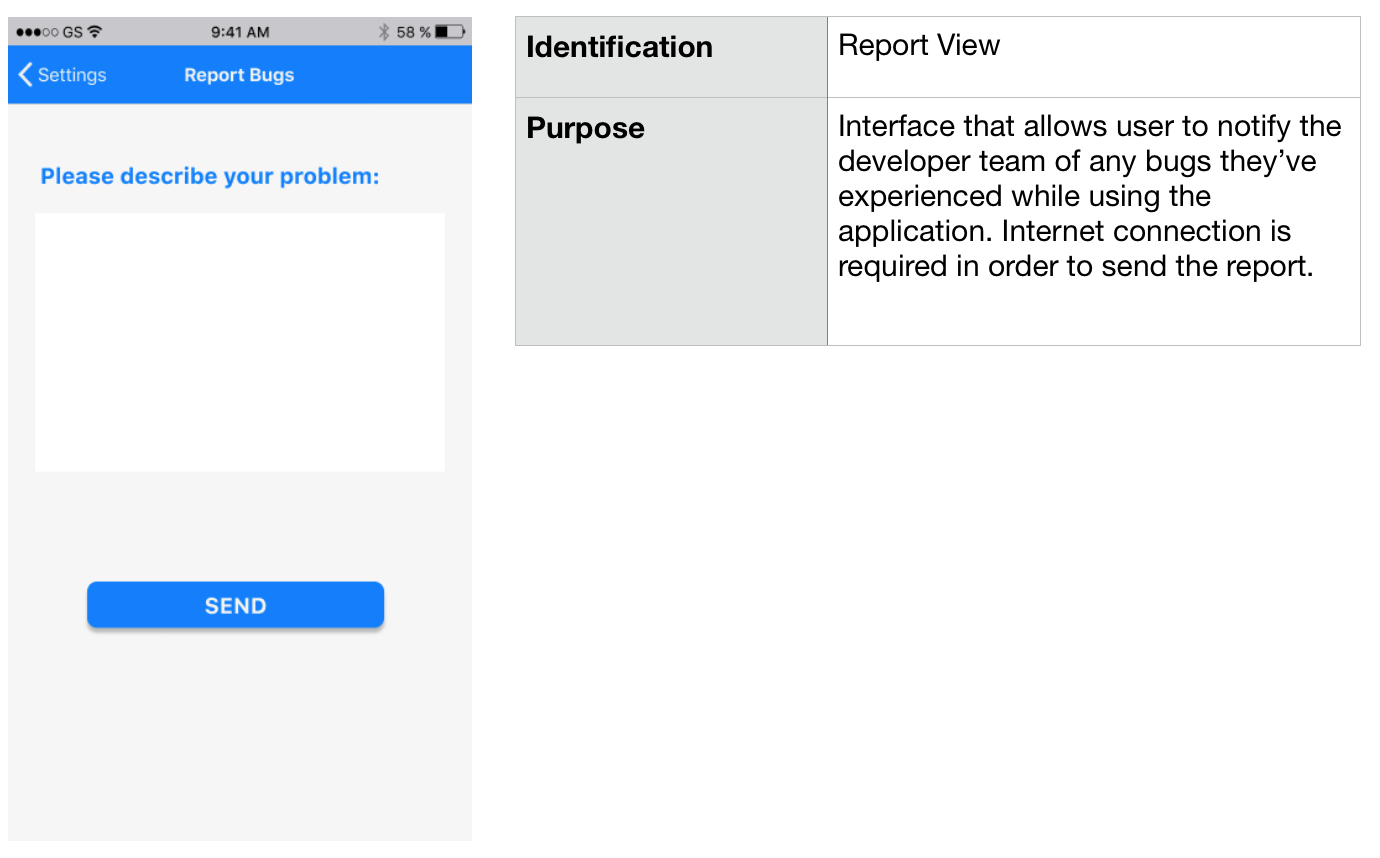 ●●●○○ GS 9:41 AM 58 %
Settings Report Bugs
Please describe your problem:
SEND
Identification
Report View
Purpose
Interface that allows user to notify the
developer team of any bugs they’ve
experienced while using the
application. Internet connection is
required in order to send the report.